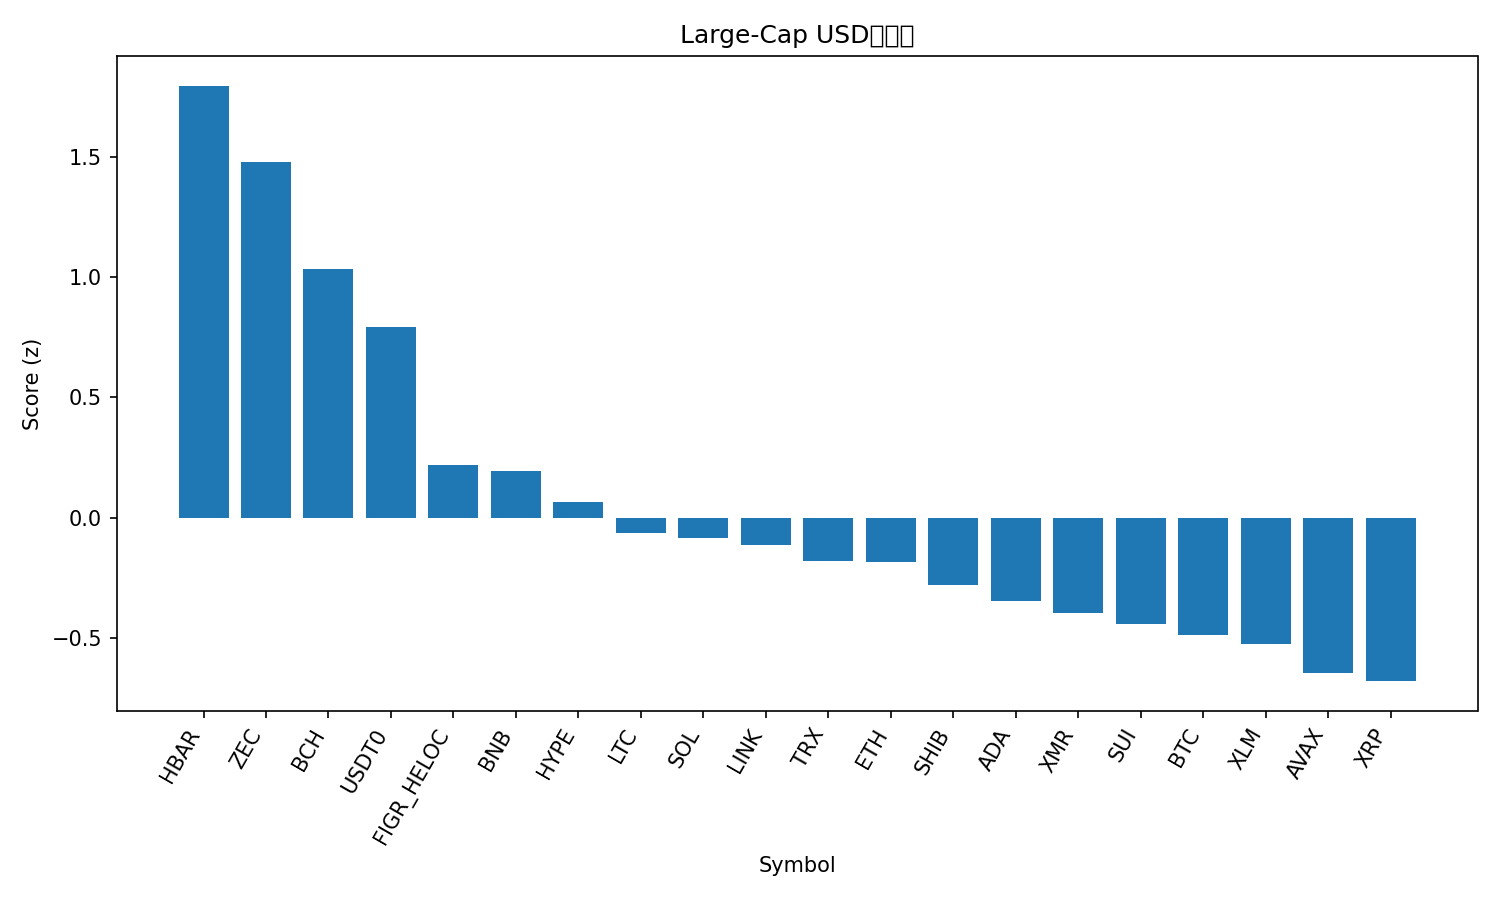 Large-Cap USD
1.5
1.0
0.5
0.0
−0.5
Score (z)
HBAR
ZEC
BCH
USDT0
FIGR_HELOC
BNB
HYPE
LTC
SOL
LINK
TRX
ETH
SHIB
ADA
XMR
SUI
BTC
XLM
AVAX
XRP
Symbol